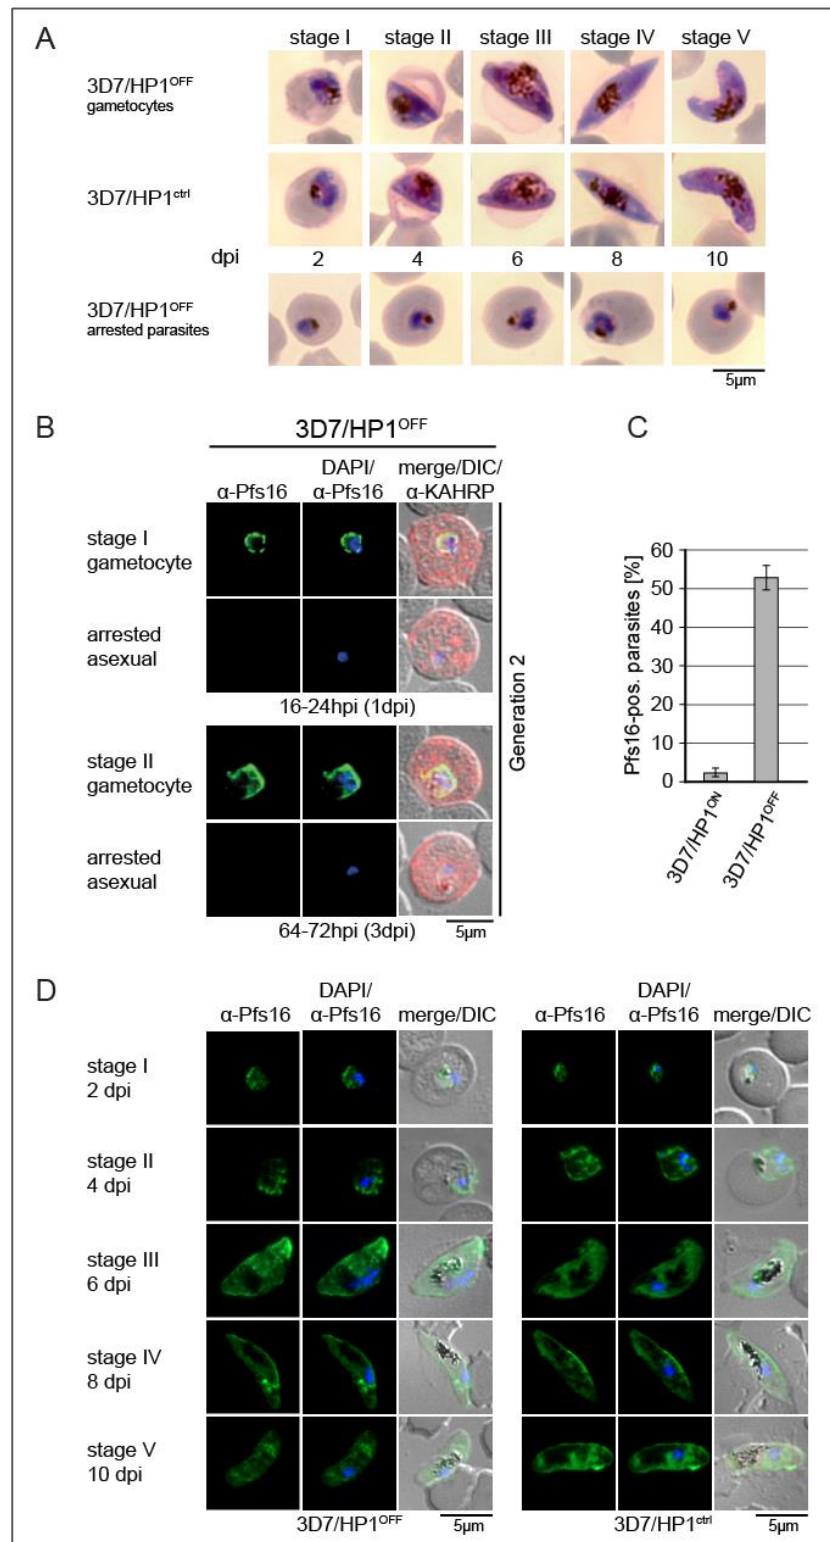 A
stage I stage II stage III stage IV stage V
3D7/HP1OFF
gametocytes
3D7/HP1ctrl
dpi 2 4 6 8 10
3D7/HP1OFF
arrested parasites
5µm
B
3D7/HP1OFF
DAPI/ merge/DIC/
α-Pfs16 α-Pfs16 α-KAHRP
stage I
gametocyte
arrested
asexual
16-24hpi (1dpi)
stage II
gametocyte
arrested
asexual
64-72hpi (3dpi)
5µm
Generation 2
C
Pfs16-pos. parasites [%]
60
50
40
30
20
10
0
3D7/HP1ON
3D7/HP1OFF
D
DAPI/
α-Pfs16 α-Pfs16 merge/DIC
DAPI/
α-Pfs16 α-Pfs16 merge/DIC
stage I
2 dpi
stage II
4 dpi
stage III
6 dpi
stage IV
8 dpi
stage V
10 dpi
3D7/HP1OFF 5µm
3D7/HP1ctrl 5µm